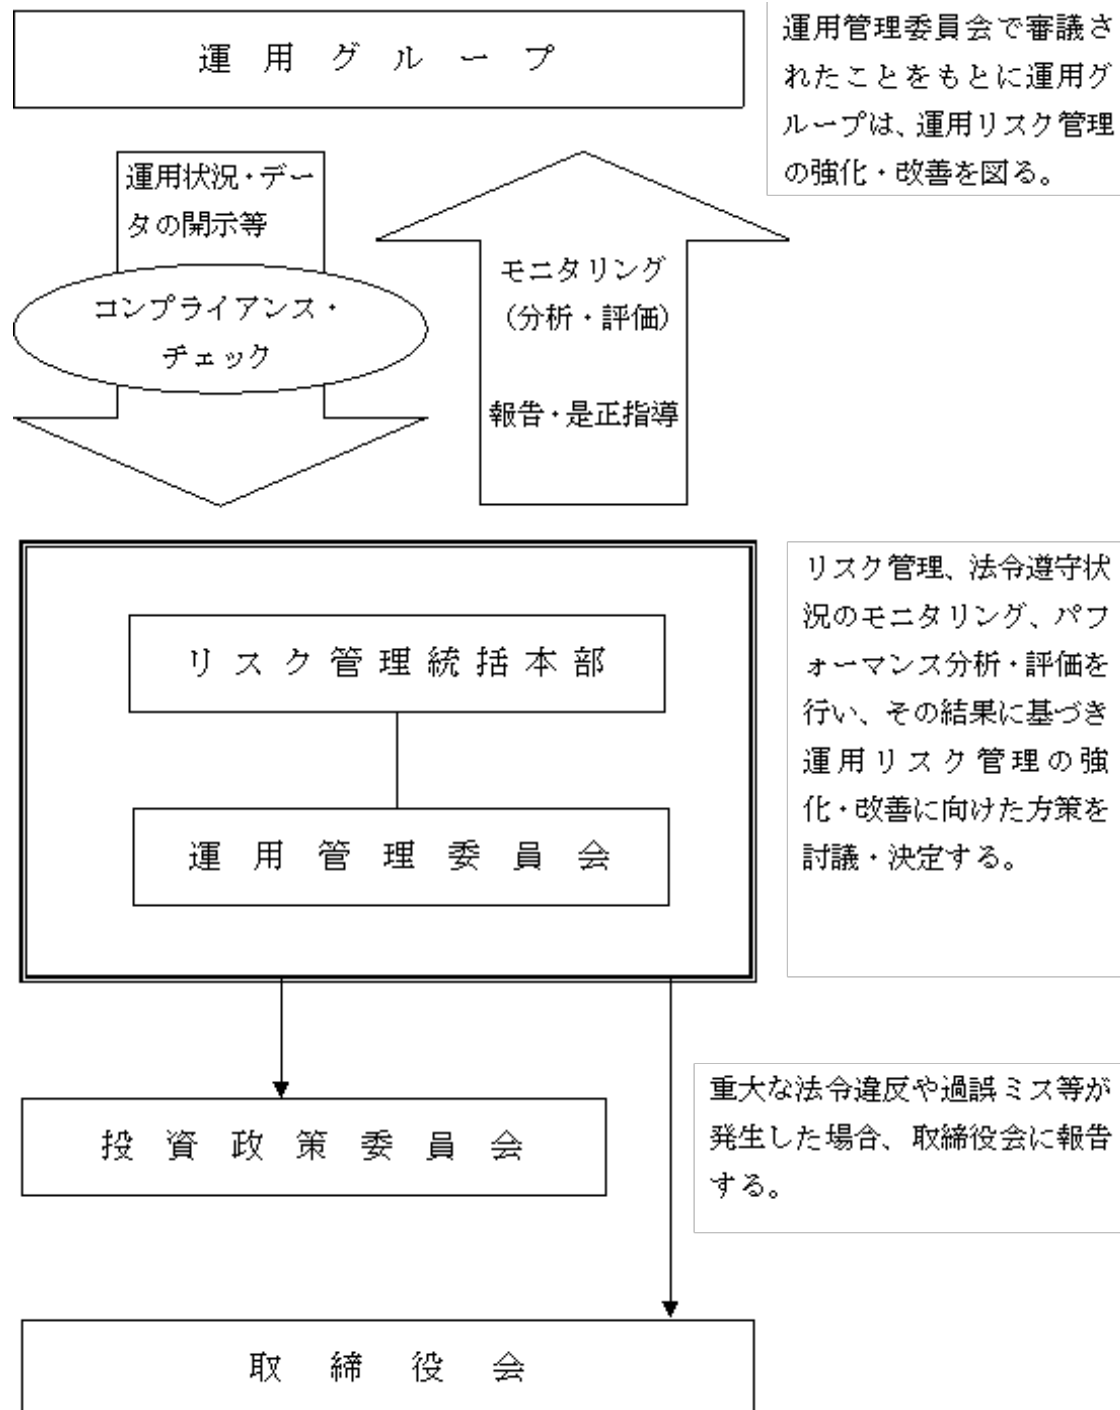 運用グループ
運用管理委員会で審議さ
れたことをもとに運用グ
ループは、運用リスク管理
の強化・改善を図る。
運用状況・デー
タの開示等
コンプライアンス・
チェック
モニタリング
(分析・評価)
報告・是正指導
リスク管理統括本部
運用管理委員会
リスク管理、法令遵守状
況のモニタリング、パフ
ォーマンス分析・評価を
行い、その結果に基づき
運用リスク管理の強
化・改善に向けた方策を
討議・決定する。
投資政策委員会
重大な法令違反や過誤ミス等が
発生した場合、取締役会に報告
する。
取締役会